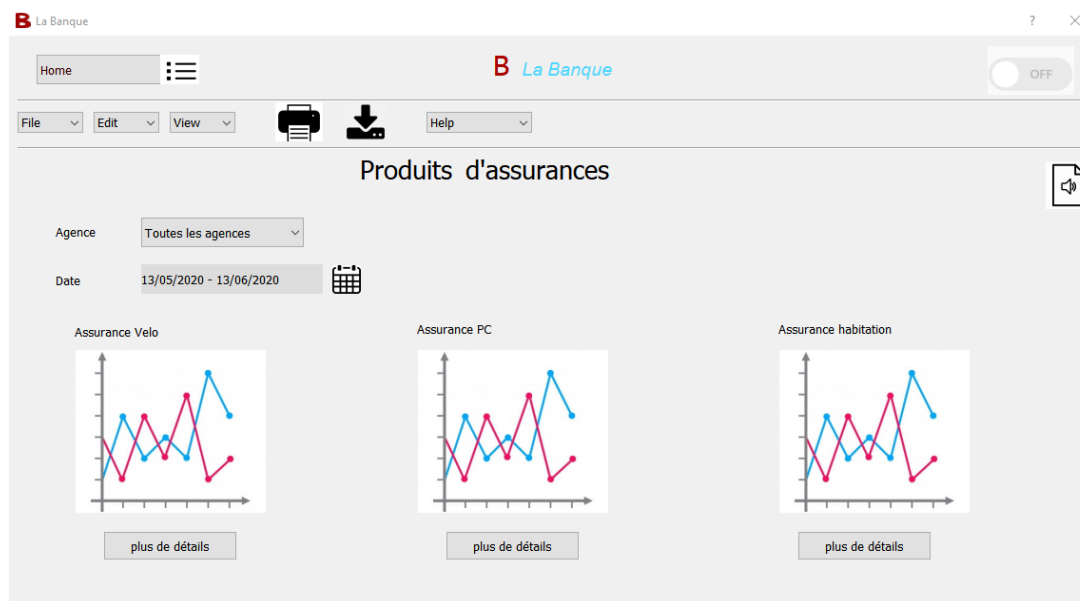 B La Banque
?
Home
B La Banque
OFF
File Edit View Help
Produits d'assurances
Agence Toutes les agences
Date 13/05/2020 - 13/06/2020
Assurance Velo Assurance PC Assurance habitation
plus de détails plus de détails plus de détails